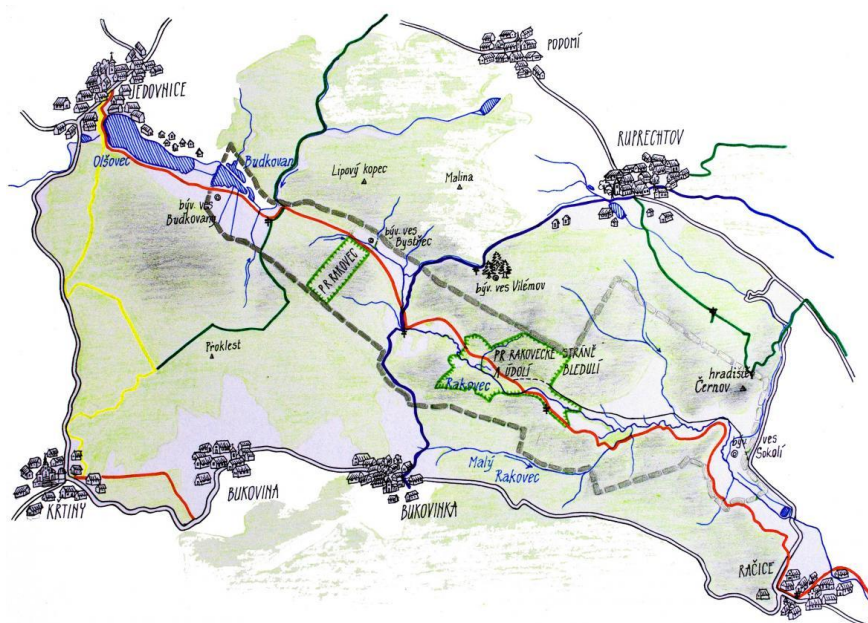 PODOMÍ
JEDOVNICE
Olšovec
Budkovan
Lipový kopec
Malina
RUPRECHTOV
býv. ves
Budkovany
býv. ves
Bystřec
P.R. RAKOVEC
býv. ves Vilémov
Proklest
PR RAKOVECKÉ STRÁNĚ
A ÚDOLÍ BLEDULÍ
Rakovec
hradiště
Černov
býv. ves
Sokolí
Malý
Rakovec
KŘTINY
BUKOVINA
BUKOVINKA
RAČICE